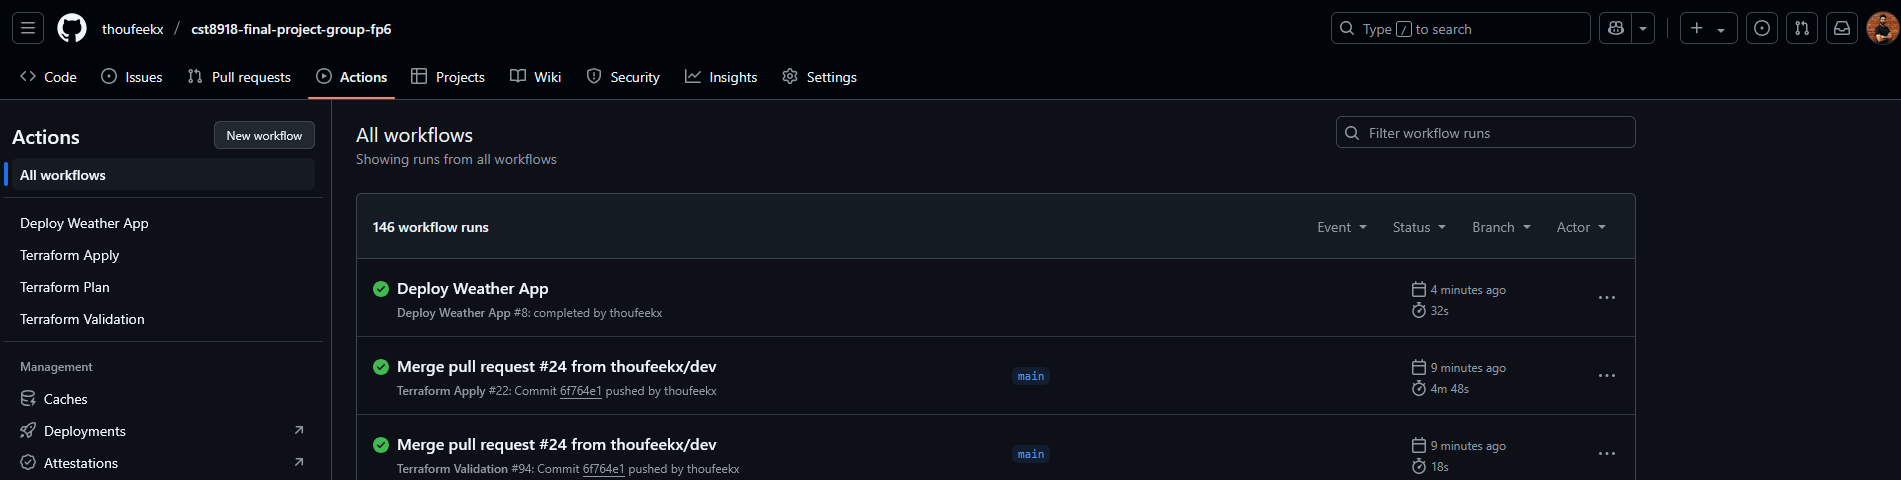 thoufeekx / cst8918-final-project-group-fp6
Type / to search
Code Issues Pull requests Actions Projects Wiki Security Insights Settings
Actions
New workflow
All workflows
Deploy Weather App
Terraform Apply
Terraform Plan
Terraform Validation
Management
Caches
Deployments
Attestations
All workflows
Showing runs from all workflows
Filter workflow runs
146 workflow runs
Event Status Branch Actor
Deploy Weather App
Deploy Weather App #8: completed by thoufeekx
4 minutes ago
32s
Merge pull request #24 from thoufeekx/dev
Terraform Apply #22: Commit 6f764e1 pushed by thoufeekx
main
9 minutes ago
4m 48s
Merge pull request #24 from thoufeekx/dev
Terraform Validation #94: Commit 6f764e1 pushed by thoufeekx
main
9 minutes ago
18s